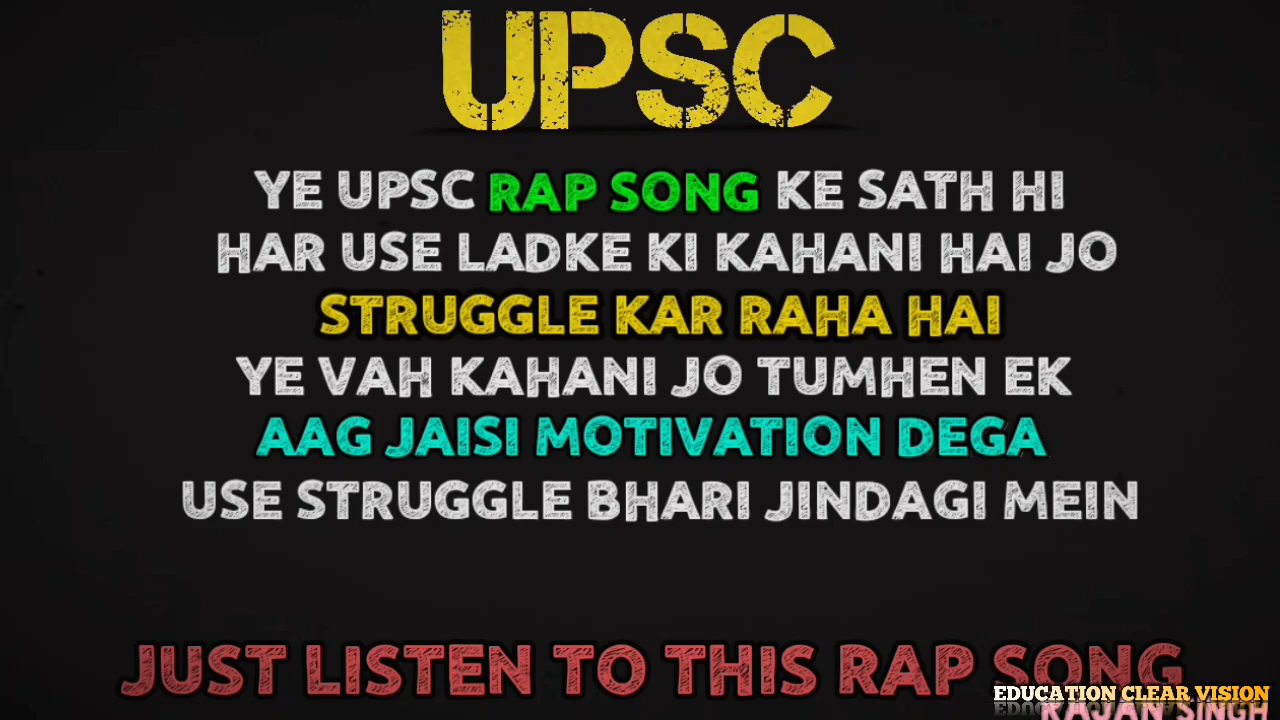 UPSC
YE UPSC RAP SONG KE SATH HI
HAR USE LADKE KI KAHANI HAI JO
STRUGGLE KAR RAHA HAI
YE VAH KAHANI JO TUMHEN EK
AAG JAISI MOTIVATION DEGA
USE STRUGGLE BHARI JINDAGI MEIN
JUST LISTEN TO THIS RAP SONG
EDUCATION CLEAR VISION
SINGH